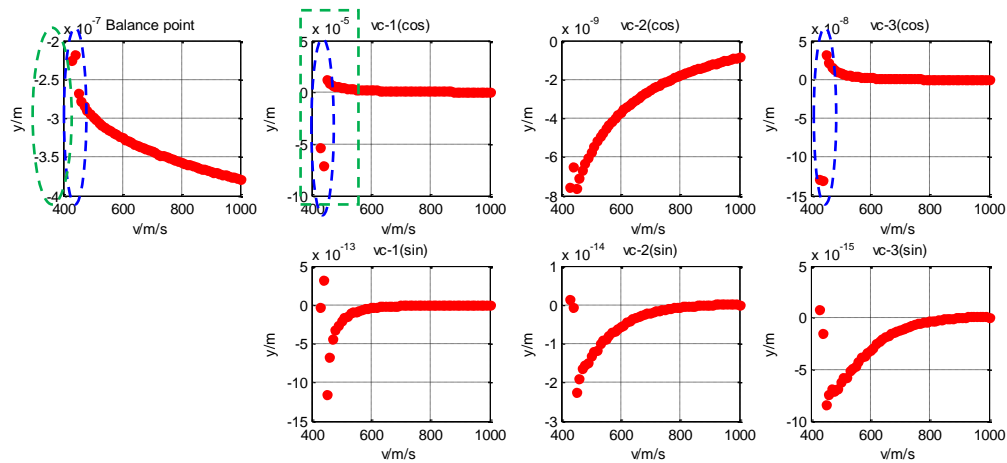 x 10^-7 Balance point
-2
-2.5
-3
-3.5
-4
y/m
400 600 800 1000
v/m/s
x 10^-5 vc-1(cos)
5
0
-5
-10
y/m
400 600 800 1000
v/m/s
x 10^-9 vc-2(cos)
0
-2
-4
-6
-8
y/m
400 600 800 1000
v/m/s
x 10^-8 vc-3(cos)
5
0
-5
-10
-15
y/m
400 600 800 1000
v/m/s
x 10^-13 vc-1(sin)
5
0
-5
-10
-15
y/m
400 600 800 1000
v/m/s
x 10^-14 vc-2(sin)
1
0
-1
-2
-3
y/m
400 600 800 1000
v/m/s
x 10^-15 vc-3(sin)
5
0
-5
-10
y/m
400 600 800 1000
v/m/s